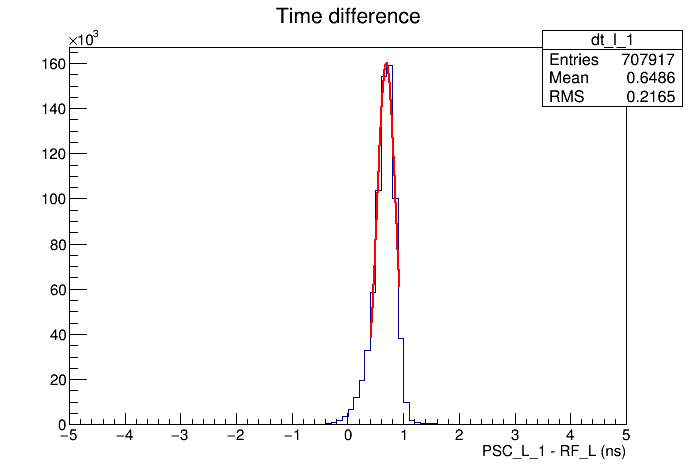 Time difference
×10³
dt_l_1
Entries 707917
Mean 0.6486
RMS 0.2165
160
140
120
100
80
60
40
20
0
−5 −4 −3 −2 −1 0 1 2 3 4 5
PSC_L_1 - RF_L (ns)